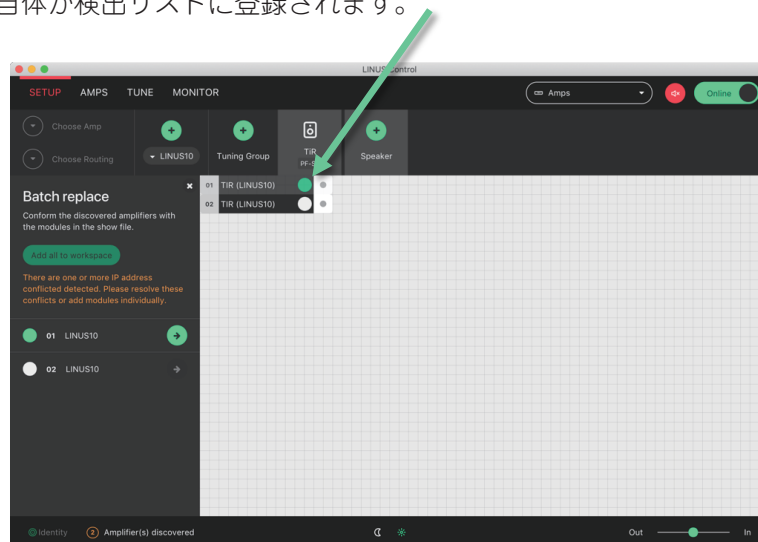 自体が検出リストに登録されます。
LINUS Control
SETUP AMPS TUNE MONITOR
Amps
Online
Choose Amp
Choose Routing
LINUS10
Tuning Group
TiR
Speaker
Batch replace
Conform the discovered amplifiers with
the modules in the show file.
Add all to workspace
There are one or more IP address
conflicted detected. Please resolve these
conflicts or add modules individually.
01 LINUS10
02 LINUS10
01 TIR (LINUS10)
02 TIR (LINUS10)
Identity 2 Amplifier(s) discovered
Out In